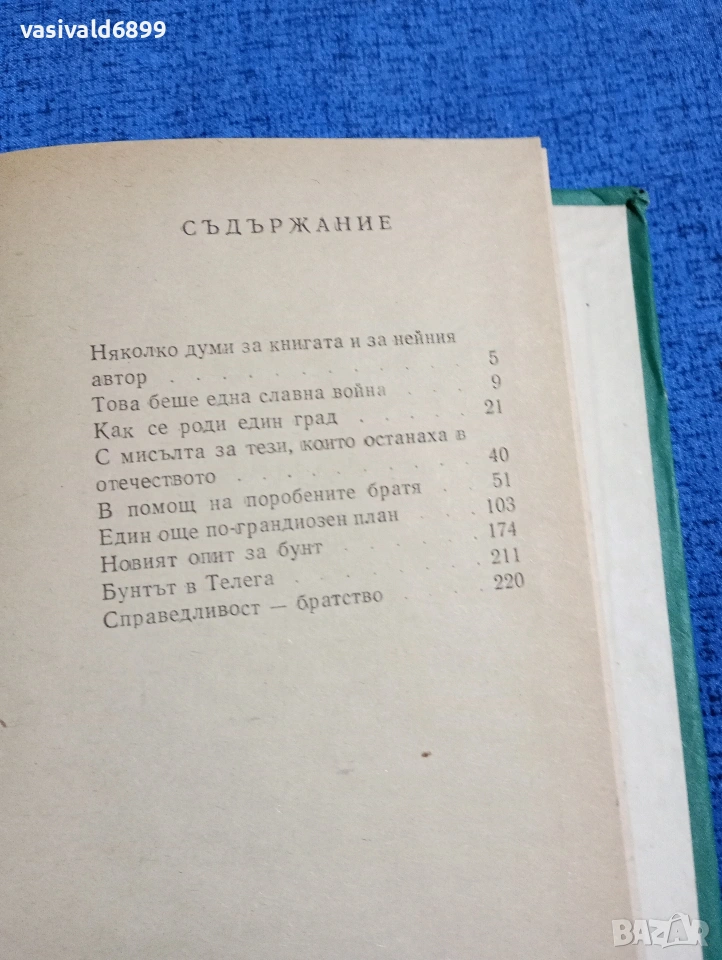 vasivald6899
СЪДЪРЖАНИЕ
Няколко думи за книгата и за нейния
автор . . . . . . . . . . . . 5
Това беше една славна война . . . 9
Как се роди един град . . . . . 21
С мисълта за тези, които останаха в
отечеството . . . . . . . . . 40
В помощ на поробените братя . . 51
Един още по-грандиозен план . . . 103
Новият опит за бунт . . . . . . 174
Бунтът в Телега . . . . . . . 211
Справедливост — братство . . . . 220
BAZAR